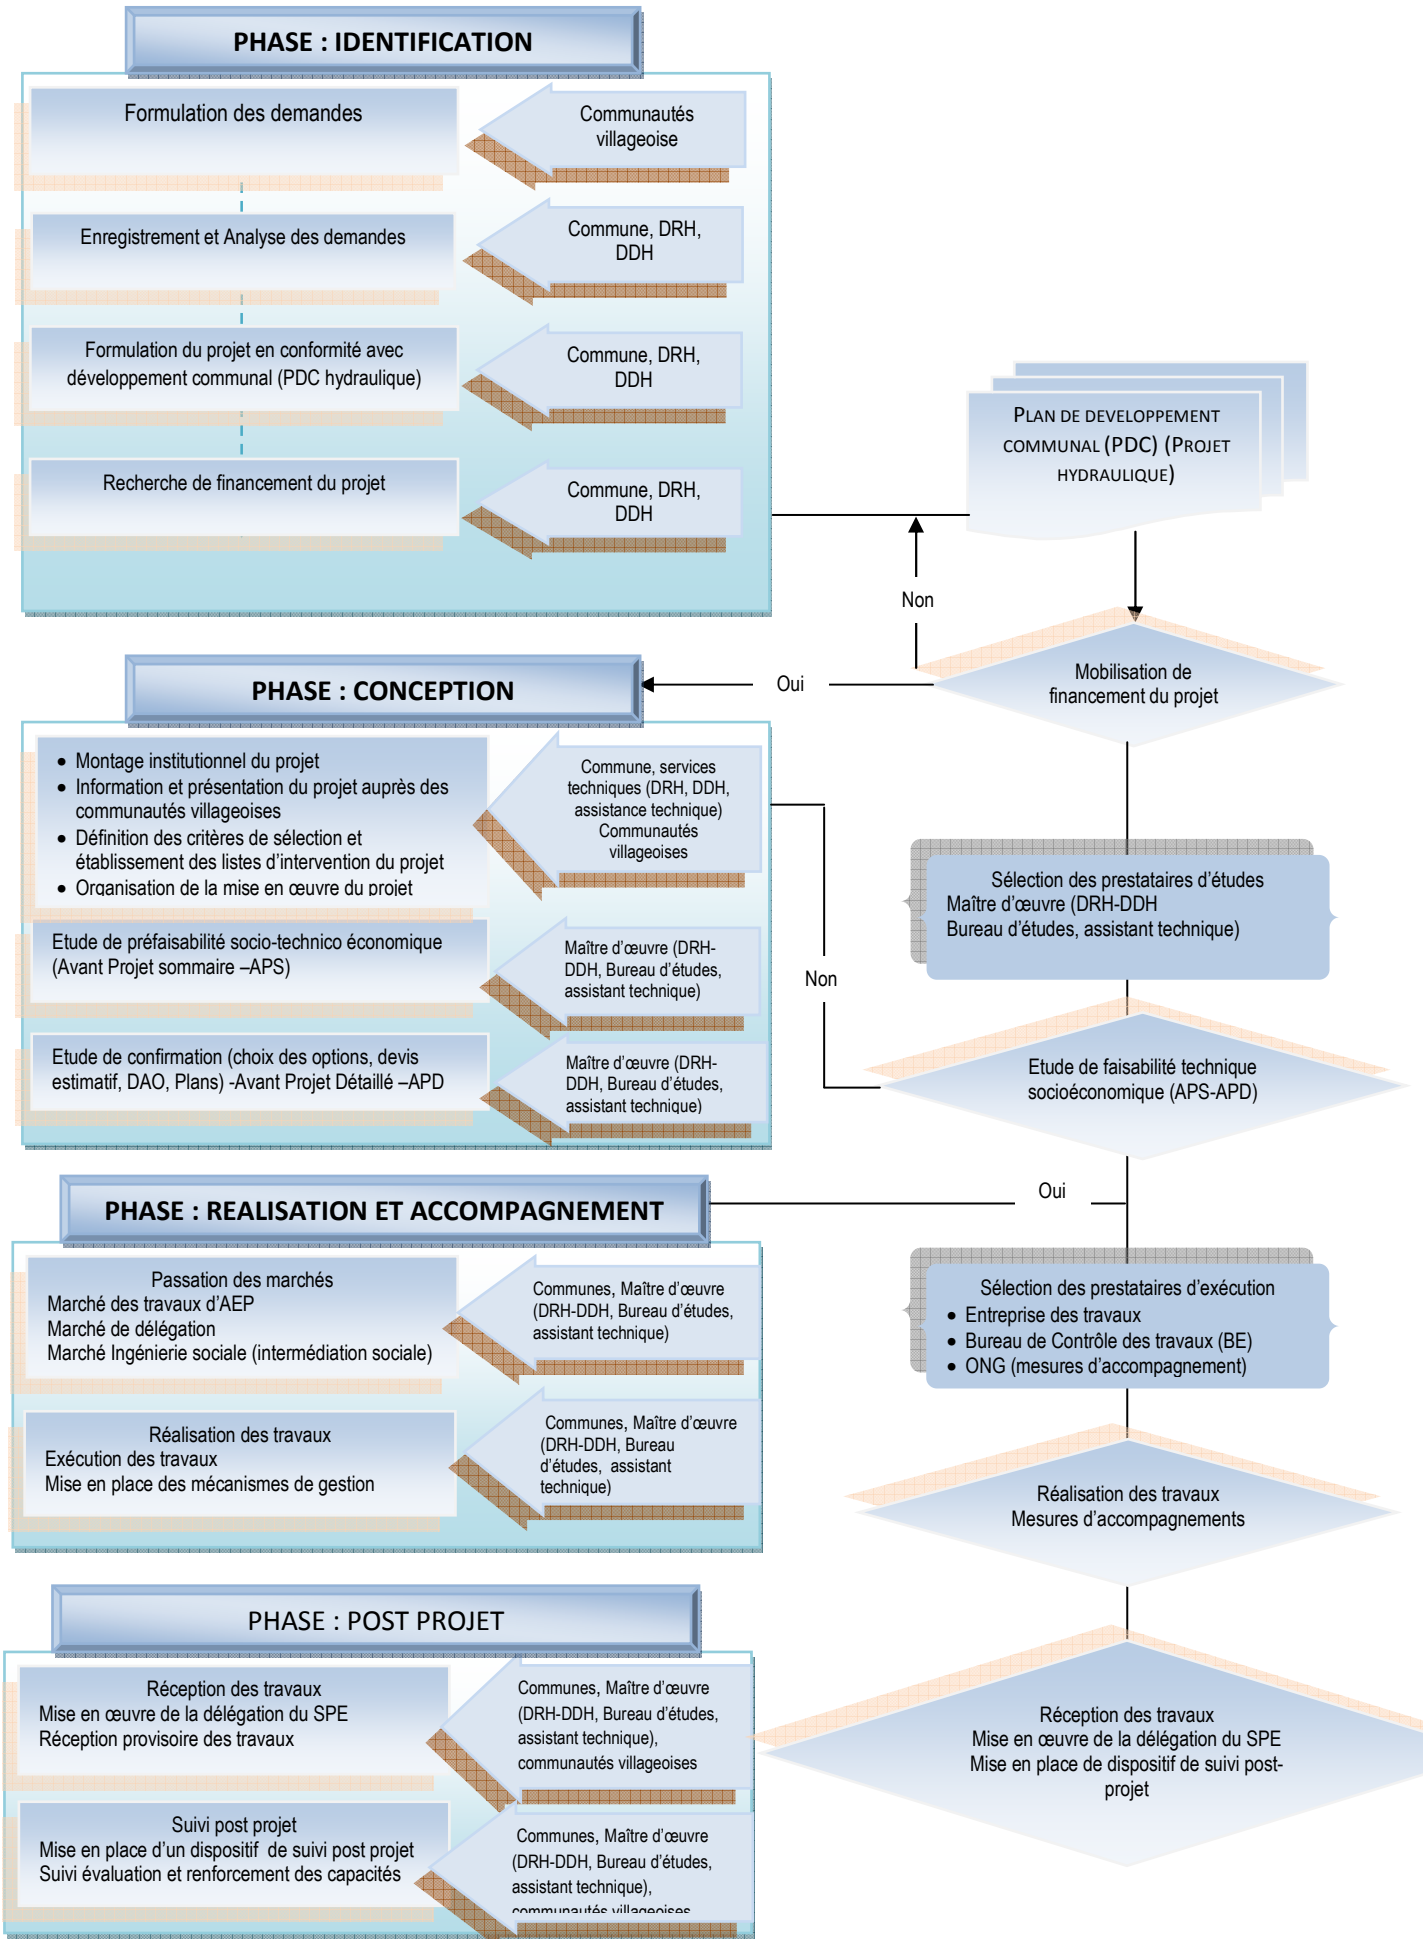 PHASE : IDENTIFICATION
Formulation des demandes
Communautés
villageoise
Enregistrement et Analyse des demandes
Commune, DRH,
DDH
Formulation du projet en conformité avec
développement communal (PDC hydraulique)
Commune, DRH,
DDH
Recherche de financement du projet
Commune, DRH,
DDH
PLAN DE DEVELOPPEMENT
COMMUNAL (PDC) (PROJET
HYDRAULIQUE)
Non
Mobilisation de
financement du projet
Oui
PHASE : CONCEPTION
• Montage institutionnel du projet
• Information et présentation du projet auprès des
communautés villageoises
• Définition des critères de sélection et
établissement des listes d'intervention du projet
• Organisation de la mise en œuvre du projet
Commune, services
techniques (DRH, DDH,
assistance technique)
Communautés
villageoises
Sélection des prestataires d'études
Maître d'œuvre (DRH-DDH
Bureau d'études, assistant technique)
Etude de préfaisabilité socio-technico économique
(Avant Projet sommaire –APS)
Maître d'œuvre (DRH-
DDH, Bureau d'études,
assistant technique)
Non
Etude de confirmation (choix des options, devis
estimatif, DAO, Plans) -Avant Projet Détaillé –APD
Maître d'œuvre (DRH-
DDH, Bureau d'études,
assistant technique)
Etude de faisabilité technique
socioéconomique (APS-APD)
Oui
PHASE : REALISATION ET ACCOMPAGNEMENT
Passation des marchés
Marché des travaux d'AEP
Marché de délégation
Marché Ingénierie sociale (intermédiation sociale)
Communes, Maître d'œuvre
(DRH-DDH, Bureau d'études,
assistant technique)
Sélection des prestataires d'exécution
• Entreprise des travaux
• Bureau de Contrôle des travaux (BE)
• ONG (mesures d'accompagnement)
Réalisation des travaux
Exécution des travaux
Mise en place des mécanismes de gestion
Communes, Maître d'œuvre
(DRH-DDH, Bureau
d'études, assistant
technique)
Réalisation des travaux
Mesures d'accompagnements
PHASE : POST PROJET
Réception des travaux
Mise en œuvre de la délégation du SPE
Réception provisoire des travaux
Communes, Maître d'œuvre
(DRH-DDH, Bureau d'études,
assistant technique),
communautés villageoises
Réception des travaux
Mise en œuvre de la délégation du SPE
Mise en place de dispositif de suivi post-
projet
Suivi post projet
Mise en place d'un dispositif de suivi post projet
Suivi évaluation et renforcement des capacités
Communes, Maître d'œuvre
(DRH-DDH, Bureau d'études,
assistant technique),
communautés villageoises